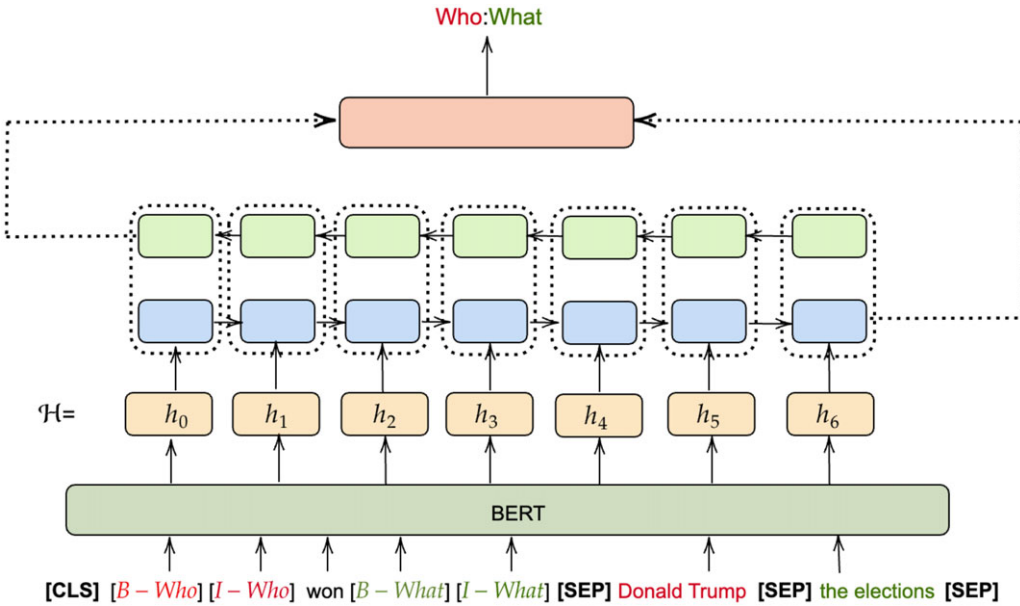 Who:What
ℋ= h₀ h₁ h₂ h₃ h₄ h₅ h₆
BERT
[CLS] [B − Who] [I − Who] won [B − What] [I − What] [SEP] Donald Trump [SEP] the elections [SEP]